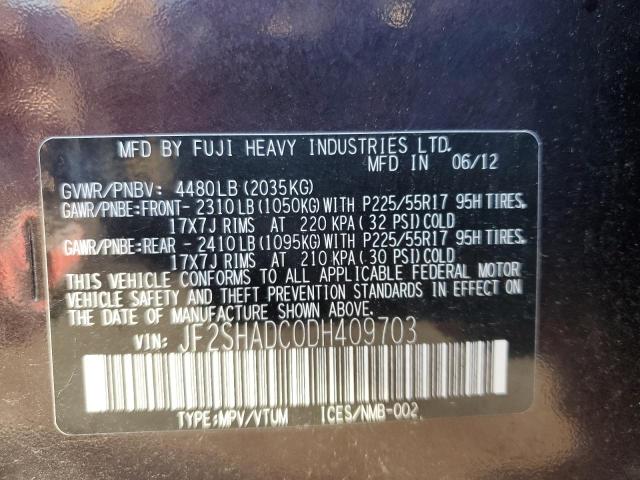 MFD BY FUJI HEAVY INDUSTRIES LTD.
MFD IN 06/12
GVWR/PNBV: 4480LB (2035KG)
GAWR/PNBE:FRONT- 2310LB (1050KG)WITH P225/55R17 95H TIRES,
17X7J RIMS AT 220 KPA (32 PSI) COLD
GAWR/PNBE:REAR - 2410LB (1095KG)WITH P225/55R17 95H TIRES,
17X7J RIMS AT 210 KPA (30 PSI) COLD
THIS VEHICLE CONFORMS TO ALL APPLICABLE FEDERAL MOTOR
VEHICLE SAFETY AND THEFT PREVENTION STANDARDS IN EFFECT ON
THE DATE OF MANUFACTURE SHOWN ABOVE.
VIN: JF2SHADC0DH409703
TYPE:MPV/VTUM ICES/NMB-002